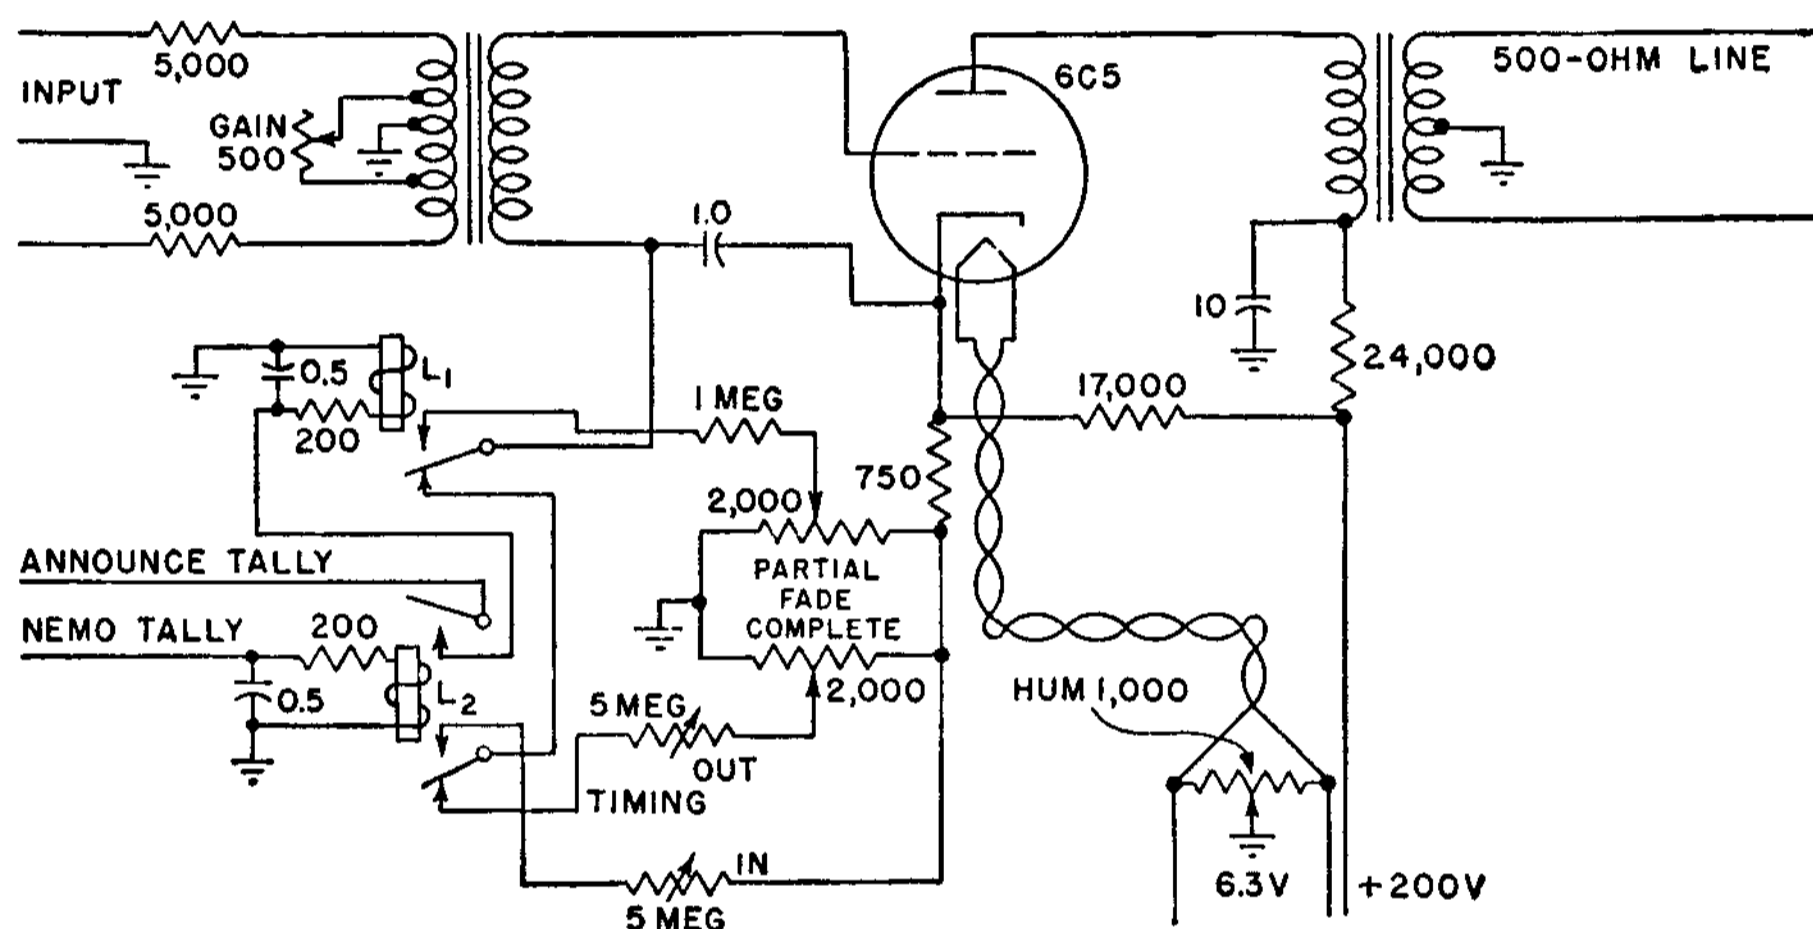 5,000
INPUT
GAIN
500
5,000
6C5
500-OHM LINE
1.0
10
24,000
0.5
L1
200
1 MEG
17,000
750
2,000
ANNOUNCE TALLY
PARTIAL
FADE
COMPLETE
2,000
NEMO TALLY
200
0.5
L2
5 MEG
OUT
TIMING
HUM 1,000
IN
5 MEG
6.3V
+200V